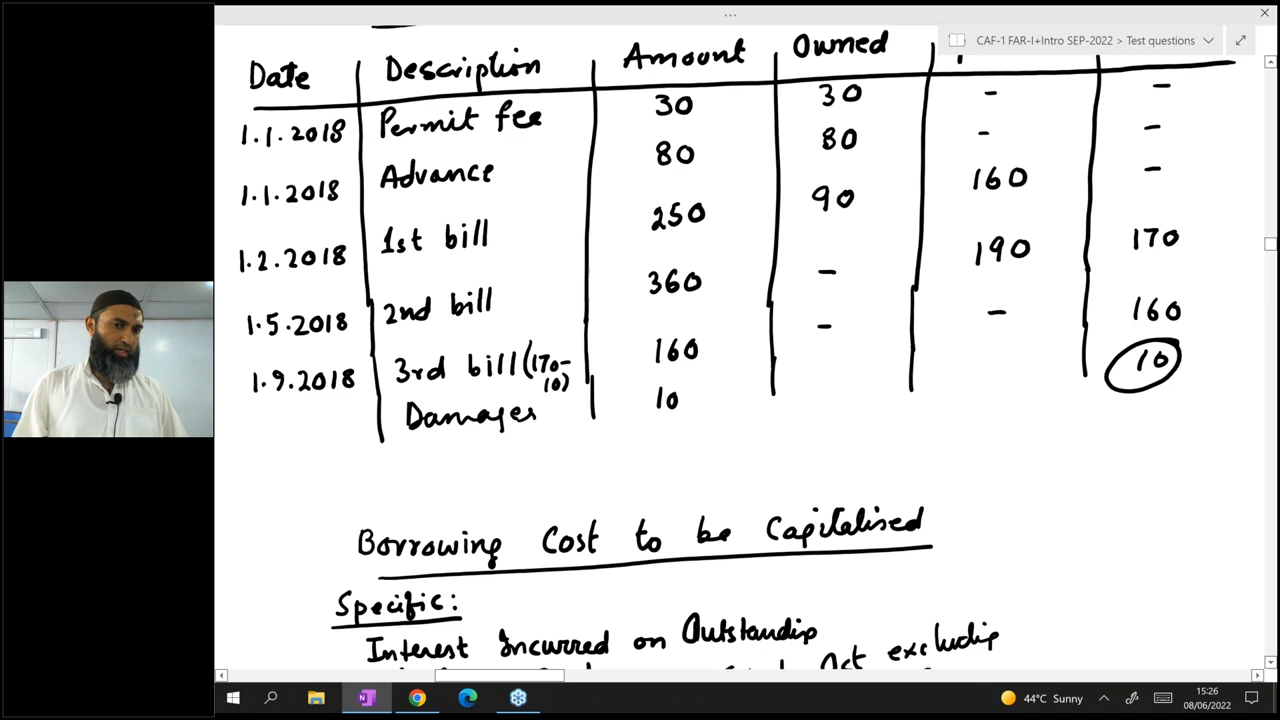 CAF-1 FAR-I+Intro SEP-2022 > Test questions
Date Description Amount Owned
1.1.2018 Permit fee 30 30 - -
1.1.2018 Advance 80 80 - -
1.2.2018 1st bill 250 90 160 -
1.5.2018 2nd bill 360 - 190 170
1.9.2018 3rd bill (170-10) 160 - - 160
Damages 10 10
Borrowing Cost to be Capitalised
Specific:
Interest Incurred on Outstanding
not excluding
44°C Sunny
15:26
08/06/2022